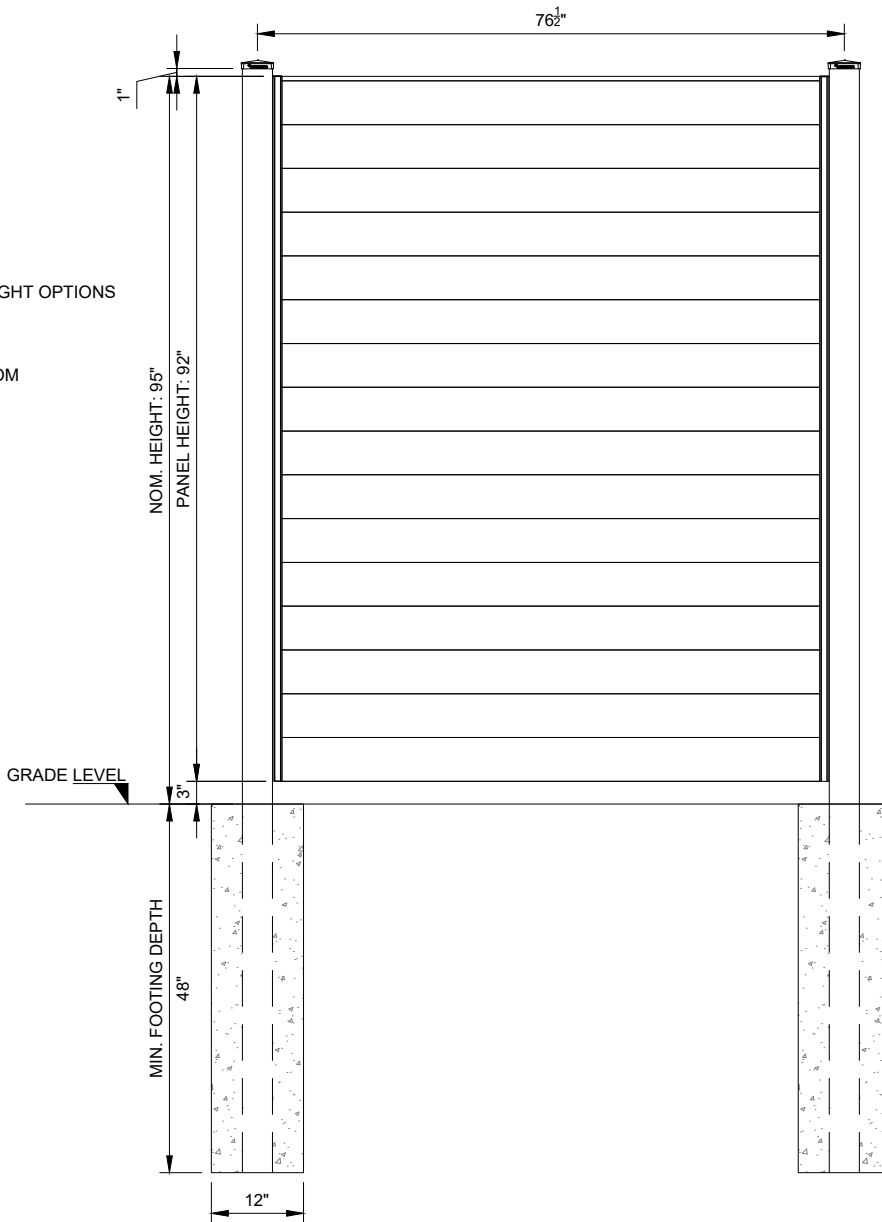 76½"
1"
GHT OPTIONS
OM
NOM. HEIGHT: 95"
PANEL HEIGHT: 92"
GRADE LEVEL
3"
MIN. FOOTING DEPTH
48"
12"